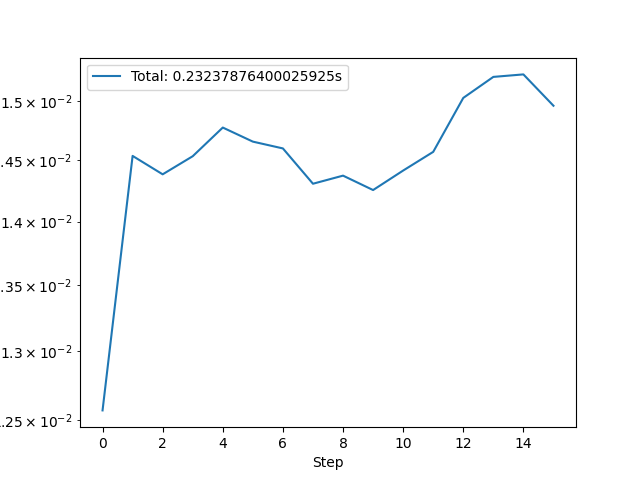 Total: 0.23237876400025925s
1.5 × 10⁻²
.45 × 10⁻²
1.4 × 10⁻²
.35 × 10⁻²
1.3 × 10⁻²
.25 × 10⁻²
0 2 4 6 8 10 12 14
Step